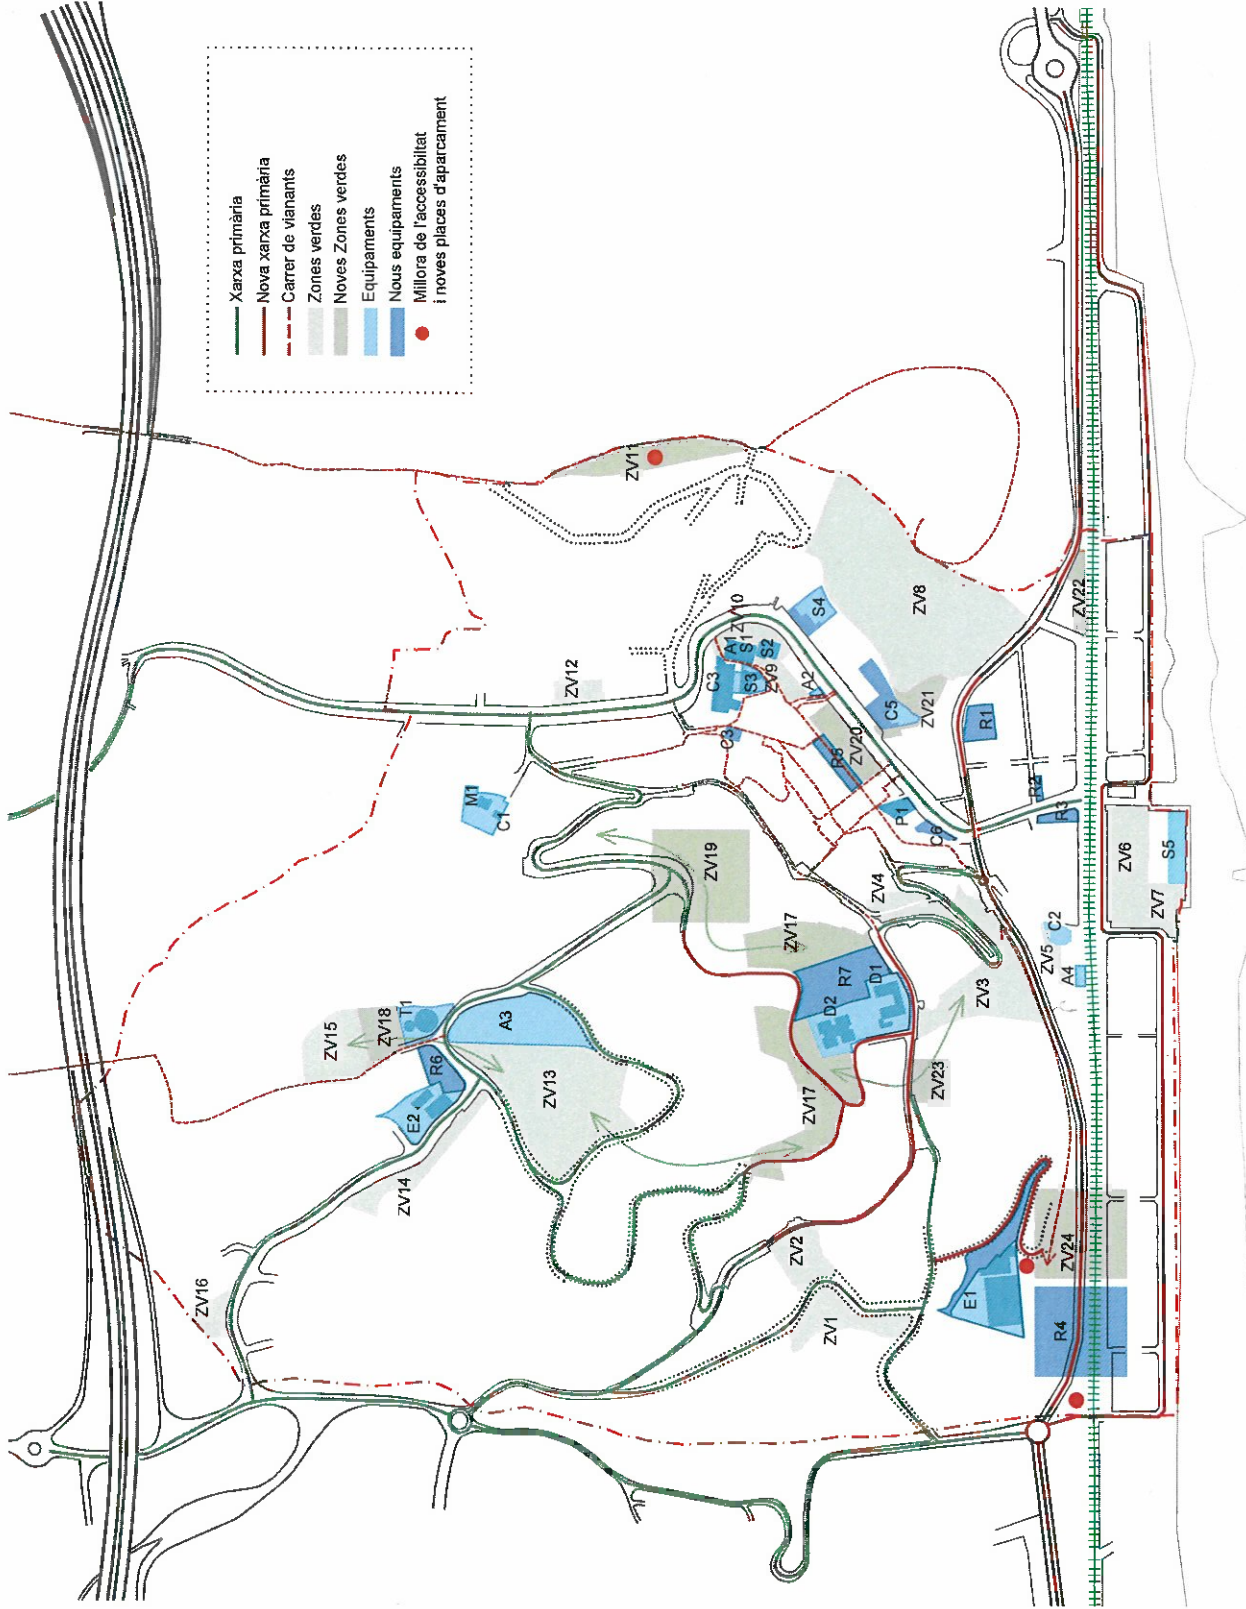 Xarxa primària
Nova xarxa primària
Carrer de vianants
Zones verdes
Noves Zones verdes
Equipaments
Nous equipaments
Millora de l'accessibiltat
i noves places d'aparcament
ZV16
ZV14
ZV15
ZV18
T1
E2
R6
A3
ZV13
M1
C1
ZV12
ZV11
ZV19
ZV17
ZV17
R7
D1
D2
ZV23
ZV2
ZV1
E1
R4
ZV24
ZV3
ZV4
ZV5
C2
A4
ZV6
ZV7
S5
C3
C3
A1
S1
S2
S3
ZV9
ZV10
A2
S4
ZV8
C5
ZV21
ZV20
P1
C6
R1
R2
R3
ZV22